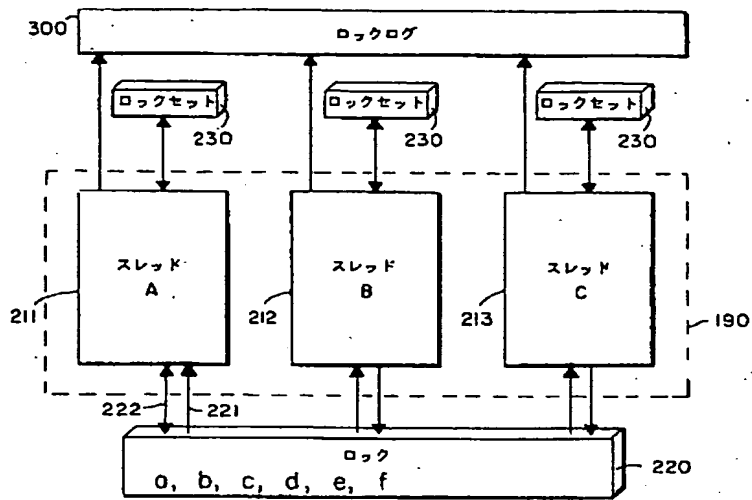 300
ロックログ
ロックセット
ロックセット
ロックセット
230
230
230
スレッド
A
スレッド
B
スレッド
C
211
212
213
190
222
221
ロック
a, b, c, d, e, f
220